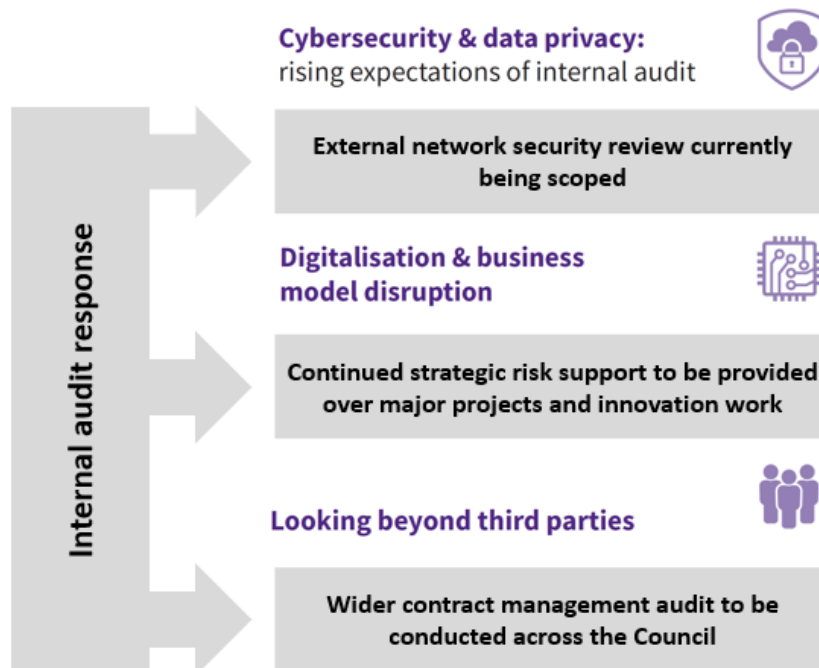 Cybersecurity & data privacy:
rising expectations of internal audit
External network security review currently
being scoped
Digitalisation & business
model disruption
Internal audit response
Continued strategic risk support to be provided
over major projects and innovation work
Looking beyond third parties
Wider contract management audit to be
conducted across the Council